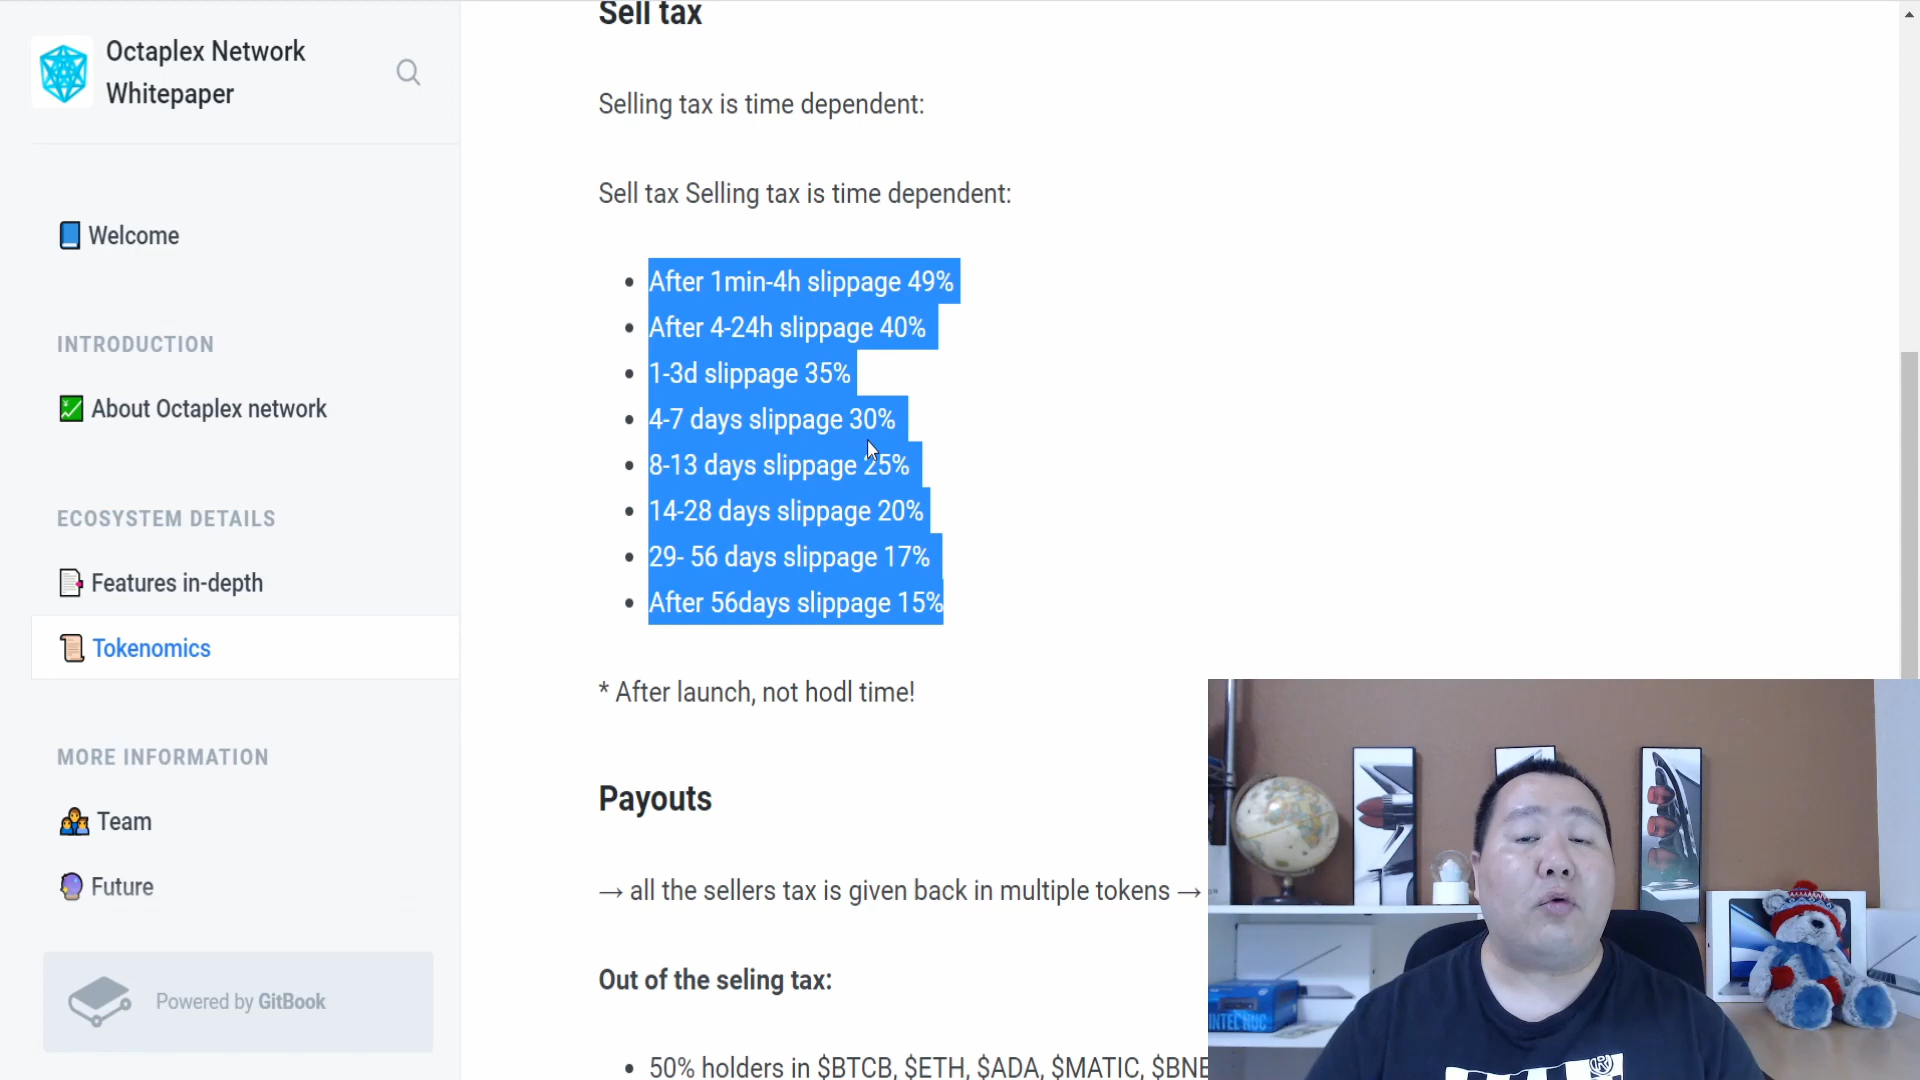 Octaplex Network
Whitepaper
Welcome
INTRODUCTION
About Octaplex network
ECOSYSTEM DETAILS
Features in-depth
Tokenomics
MORE INFORMATION
Team
Future
Powered by GitBook
Sell tax
Selling tax is time dependent:
Sell tax Selling tax is time dependent:
After 1min-4h slippage 49%
After 4-24h slippage 40%
1-3d slippage 35%
4-7 days slippage 30%
8-13 days slippage 25%
14-28 days slippage 20%
29- 56 days slippage 17%
After 56days slippage 15%
* After launch, not hodl time!
Payouts
→ all the sellers tax is given back in multiple tokens →
Out of the seling tax:
50% holders in $BTCB, $ETH, $ADA, $MATIC, $BNB
INTEL NUC